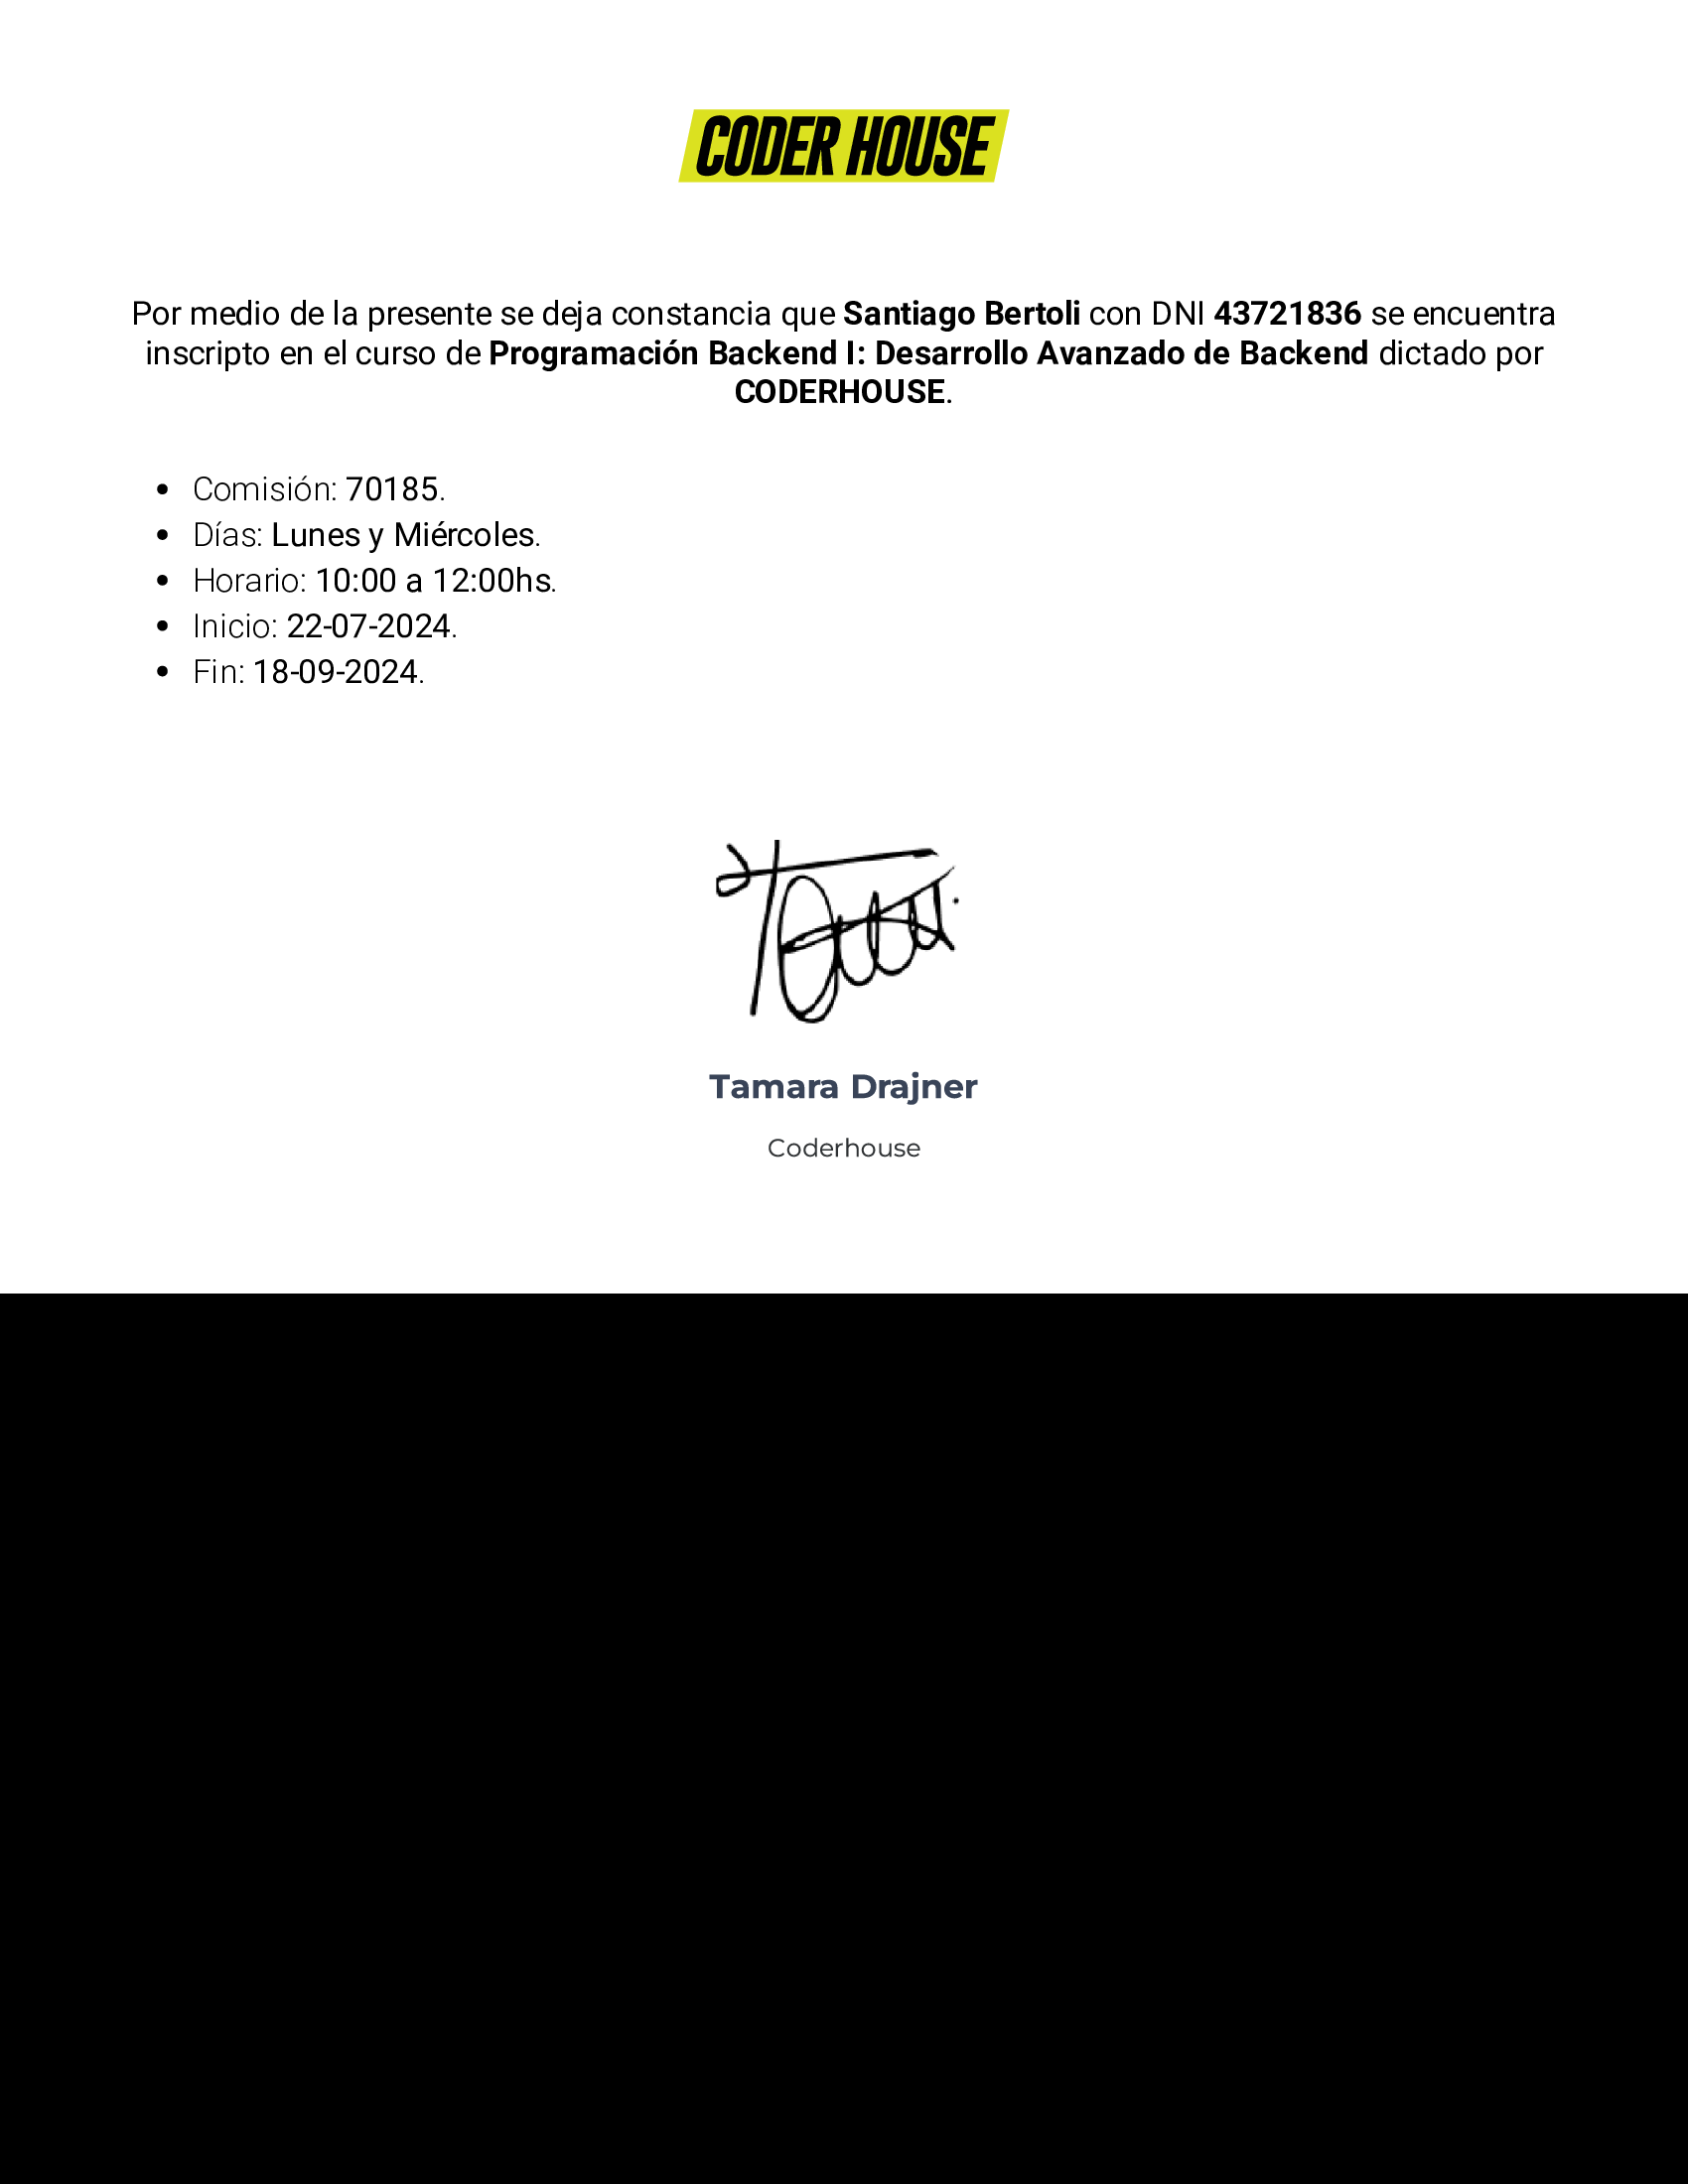 CODER HOUSE
Por medio de la presente se deja constancia que Santiago Bertoli con DNI 43721836 se encuentra
inscripto en el curso de Programación Backend I: Desarrollo Avanzado de Backend dictado por
CODERHOUSE.
• Comisión: 70185.
• Días: Lunes y Miércoles.
• Horario: 10:00 a 12:00hs.
• Inicio: 22-07-2024.
• Fin: 18-09-2024.
Tamara Drajner
Coderhouse